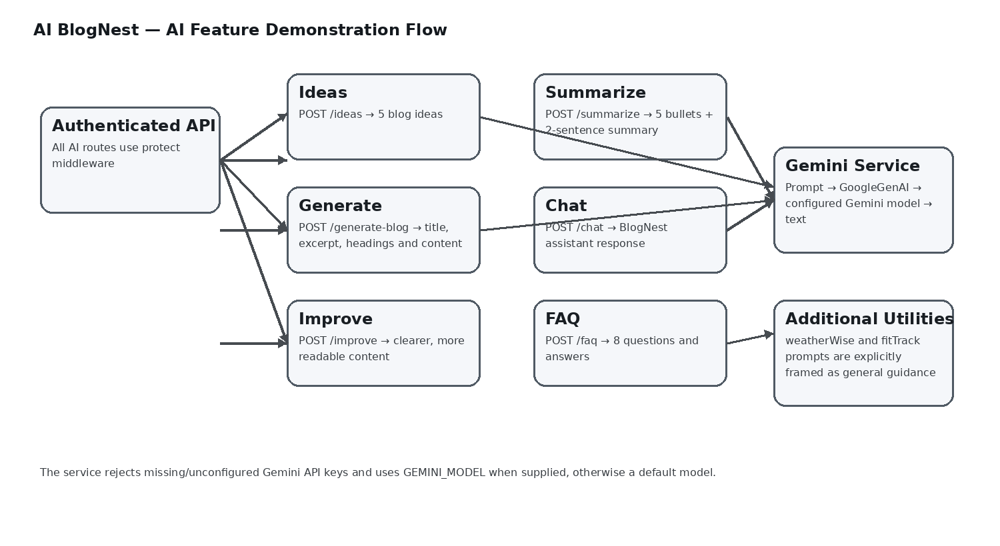 AI BlogNest — AI Feature Demonstration Flow
Authenticated API
All AI routes use protect
middleware
Ideas
POST /ideas → 5 blog ideas
Summarize
POST /summarize → 5 bullets +
2-sentence summary
Generate
POST /generate-blog → title,
excerpt, headings and content
Chat
POST /chat → BlogNest
assistant response
Gemini Service
Prompt → GoogleGenAI →
configured Gemini model →
text
Improve
POST /improve → clearer, more
readable content
FAQ
POST /faq → 8 questions and
answers
Additional Utilities
weatherWise and fitTrack
prompts are explicitly
framed as general guidance
The service rejects missing/unconfigured Gemini API keys and uses GEMINI_MODEL when supplied, otherwise a default model.